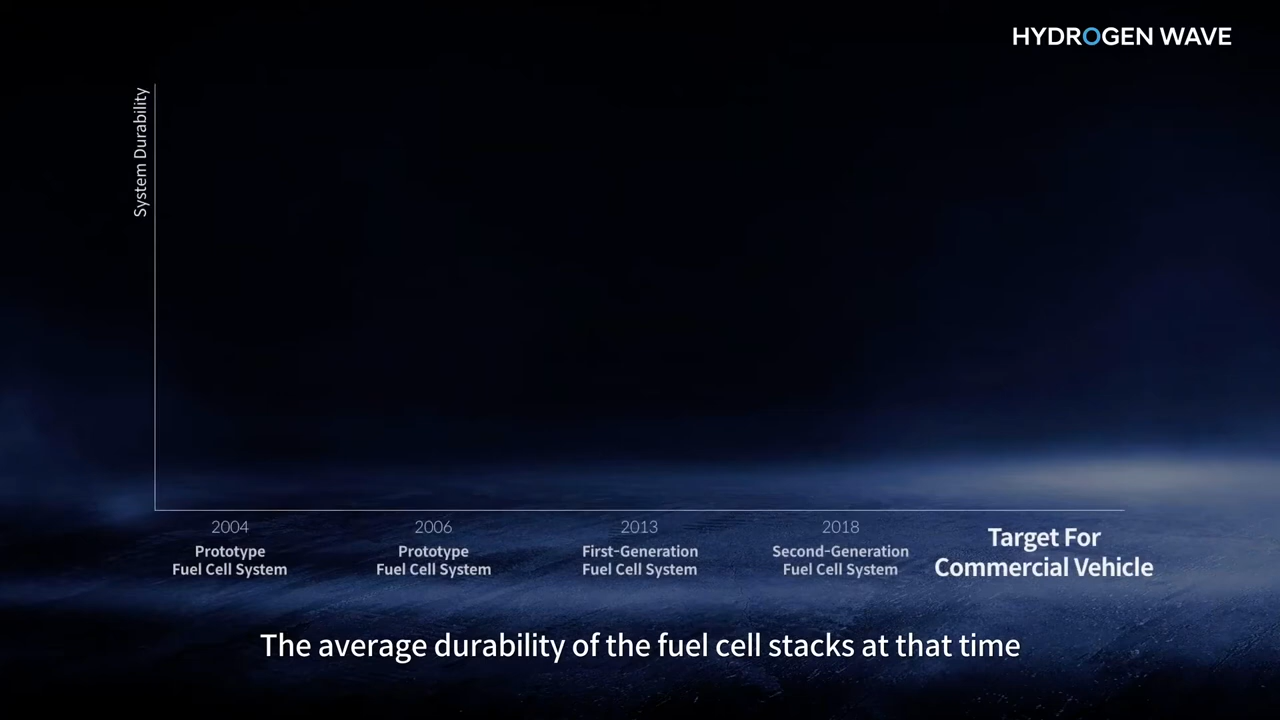 HYDROGEN WAVE
System Durability
2004
Prototype
Fuel Cell System
2006
Prototype
Fuel Cell System
2013
First-Generation
Fuel Cell System
2018
Second-Generation
Fuel Cell System
Target For
Commercial Vehicle
The average durability of the fuel cell stacks at that time